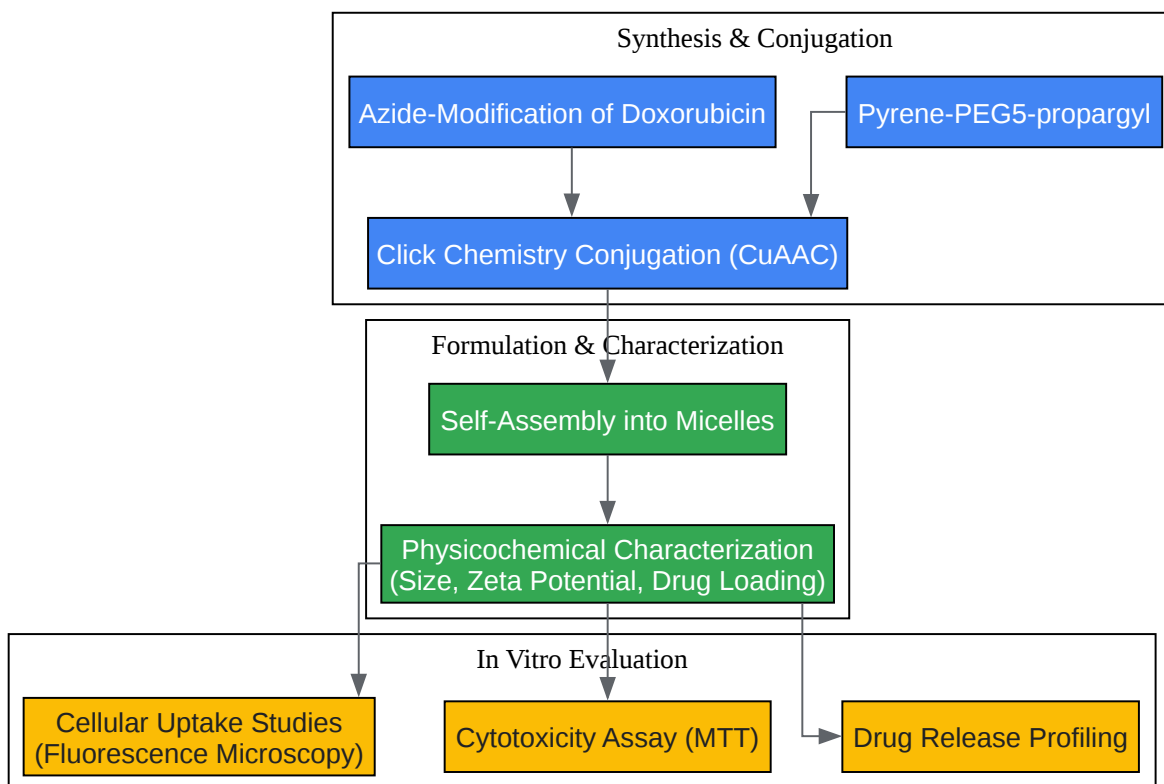 Synthesis & Conjugation
Azide-Modification of Doxorubicin
Pyrene-PEG5-propargyl
Click Chemistry Conjugation (CuAAC)
Formulation & Characterization
Self-Assembly into Micelles
Physicochemical Characterization
(Size, Zeta Potential, Drug Loading)
In Vitro Evaluation
Cellular Uptake Studies
(Fluorescence Microscopy)
Cytotoxicity Assay (MTT)
Drug Release Profiling